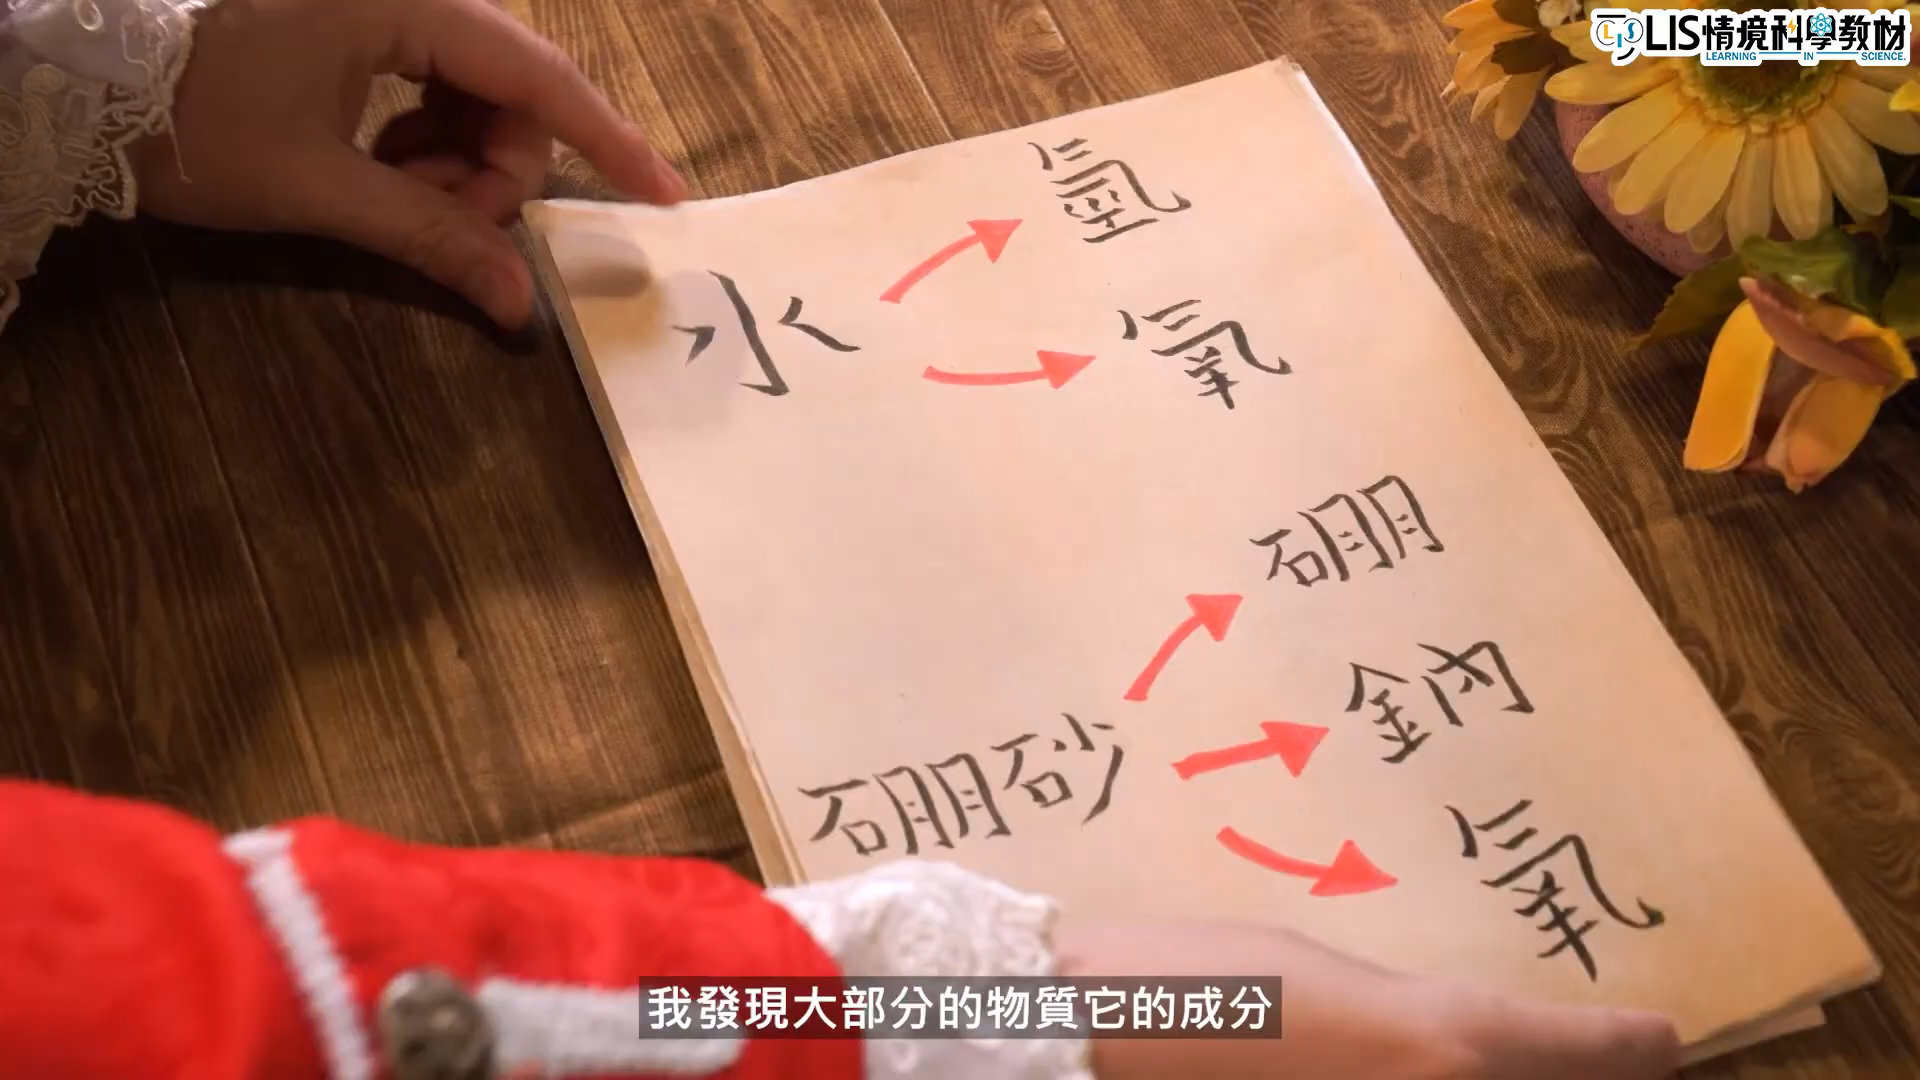 LIS情境科學教材
LEARNING IN SCIENCE.
氫
水
氧
硼
鈉
硼砂
氧
我發現大部分的物質它的成分